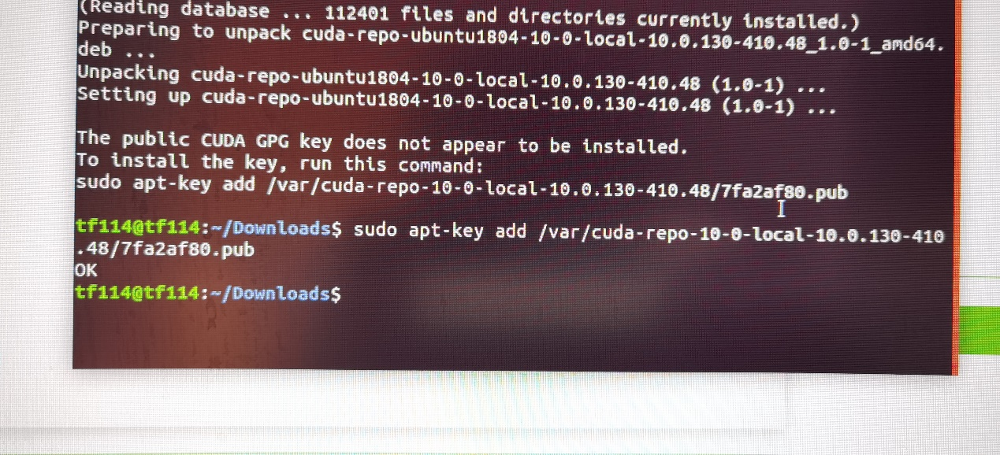 (Reading database ... 112401 files and directories currently installed.)
Preparing to unpack cuda-repo-ubuntu1804-10-0-local-10.0.130-410.48_1.0-1_amd64.
deb ...
Unpacking cuda-repo-ubuntu1804-10-0-local-10.0.130-410.48 (1.0-1) ...
Setting up cuda-repo-ubuntu1804-10-0-local-10.0.130-410.48 (1.0-1) ...
The public CUDA GPG key does not appear to be installed.
To install the key, run this command:
sudo apt-key add /var/cuda-repo-10-0-local-10.0.130-410.48/7fa2af80.pub
tf114@tf114:~/Downloads$ sudo apt-key add /var/cuda-repo-10-0-local-10.0.130-410
.48/7fa2af80.pub
OK
tf114@tf114:~/Downloads$